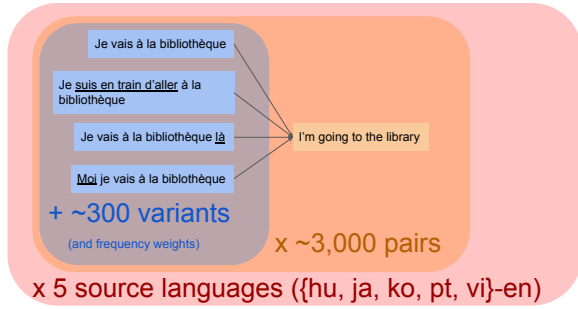 Je vais à la bibliothèque
Je suis en train d'aller à la
bibliothèque
Je vais à la bibliothèque là
I'm going to the library
Moi je vais à la bibliothèque
+ ~300 variants
(and frequency weights)
x ~3,000 pairs
x 5 source languages ({hu, ja, ko, pt, vi}-en)